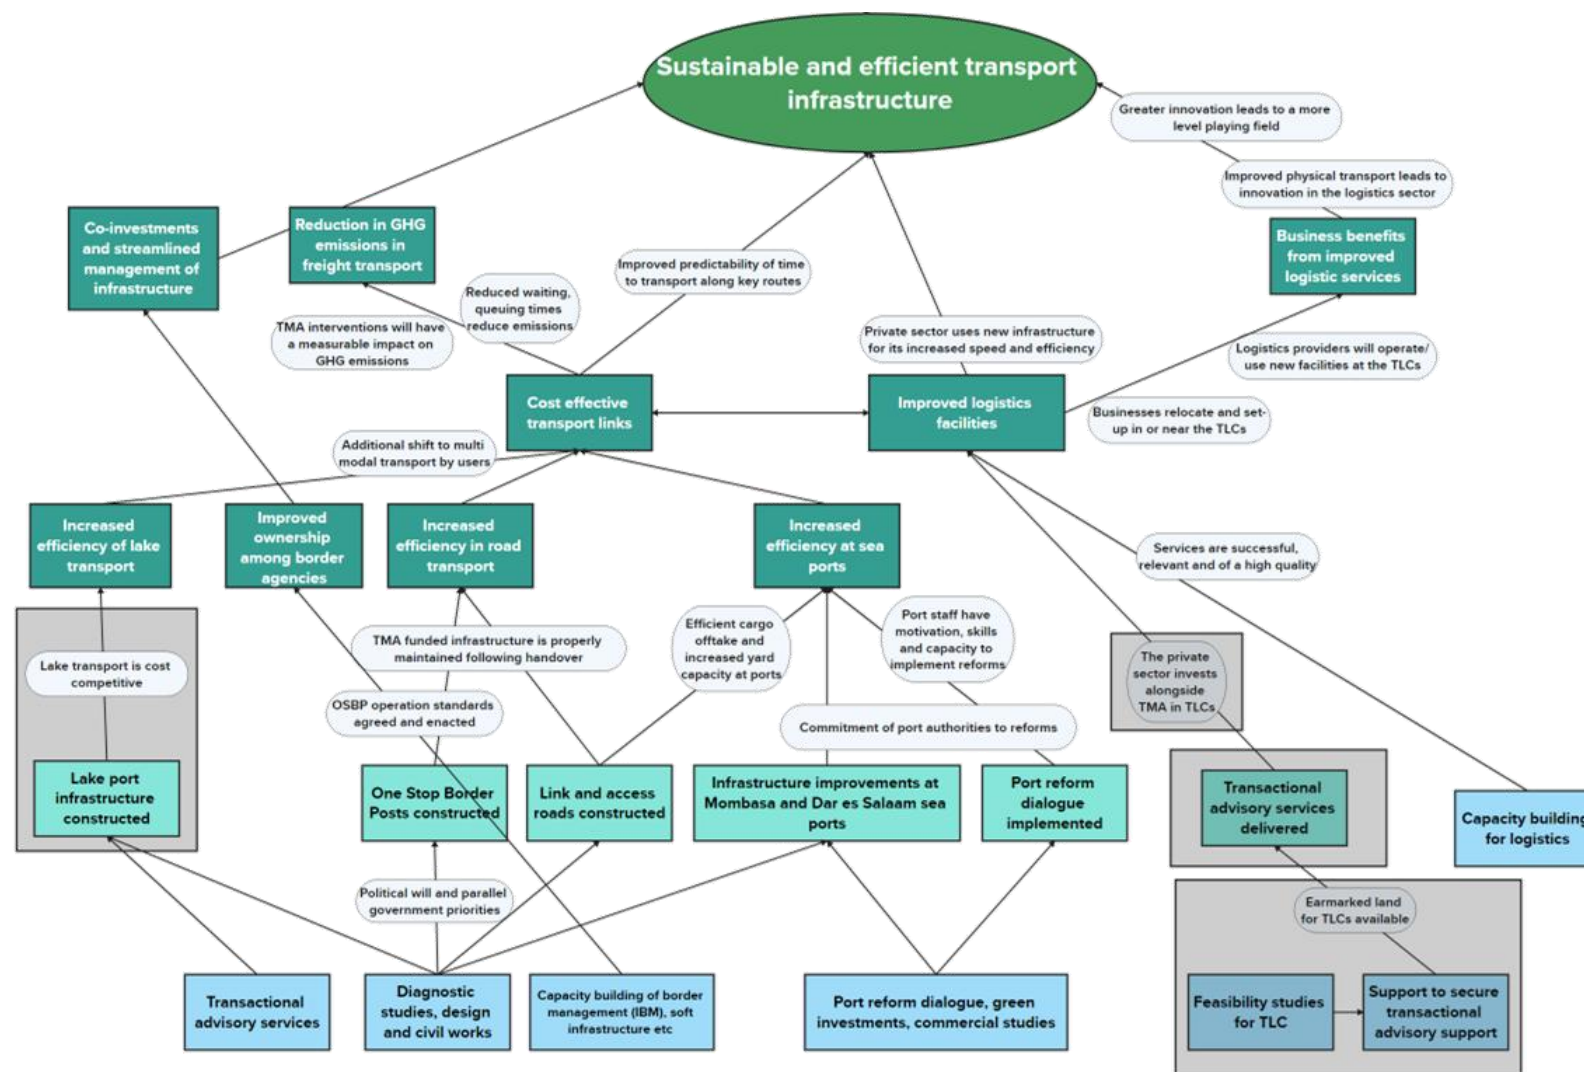 Sustainable and efficient transport
infrastructure
Greater innovation leads to a more
level playing field
Improved physical transport leads to
innovation in the logistics sector
Co-investments
and streamlined
management of
infrastructure
Reduction in GHG
emissions in
freight transport
Business benefits
from improved
logistic services
Improved predictability of time
to transport along key routes
Reduced waiting,
queuing times
reduce emissions
TMA interventions will have
a measurable impact on
GHG emissions
Private sector uses new infrastructure
for its increased speed and efficiency
Logistics providers will operate/
use new facilities at the TLCs
Cost effective
transport links
Improved logistics
facilities
Businesses relocate and set-
up in or near the TLCs
Additional shift to multi
modal transport by users
Increased
efficiency of lake
transport
Improved
ownership
among border
agencies
Increased
efficiency in road
transport
Increased
efficiency at sea
ports
Services are successful,
relevant and of a high quality
Lake transport is cost
competitive
TMA funded infrastructure is properly
maintained following handover
Efficient cargo
offtake and
increased yard
capacity at ports
Port staff have
motivation, skills
and capacity to
implement reforms
The private
sector invests
alongside
TMA in TLCs
OSBP operation standards
agreed and enacted
Commitment of port authorities to reforms
Lake port
infrastructure
constructed
One Stop Border
Posts constructed
Link and access
roads constructed
Infrastructure improvements at
Mombasa and Dar es Salaam sea
ports
Port reform
dialogue
implemented
Transactional
advisory services
delivered
Capacity building
for logistics
Political will and parallel
government priorities
Earmarked land
for TLCs available
Transactional
advisory services
Diagnostic
studies, design
and civil works
Capacity building of border
management (IBM), soft
infrastructure etc
Port reform dialogue, green
investments, commercial studies
Feasibility studies
for TLC
Support to secure
transactional
advisory support